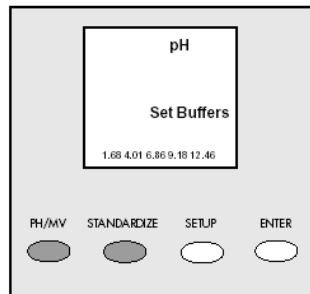 pH
Set Buffers
1.68 4.01 6.86 9.18 12.46
PH/MV STANDARDIZE SETUP ENTER